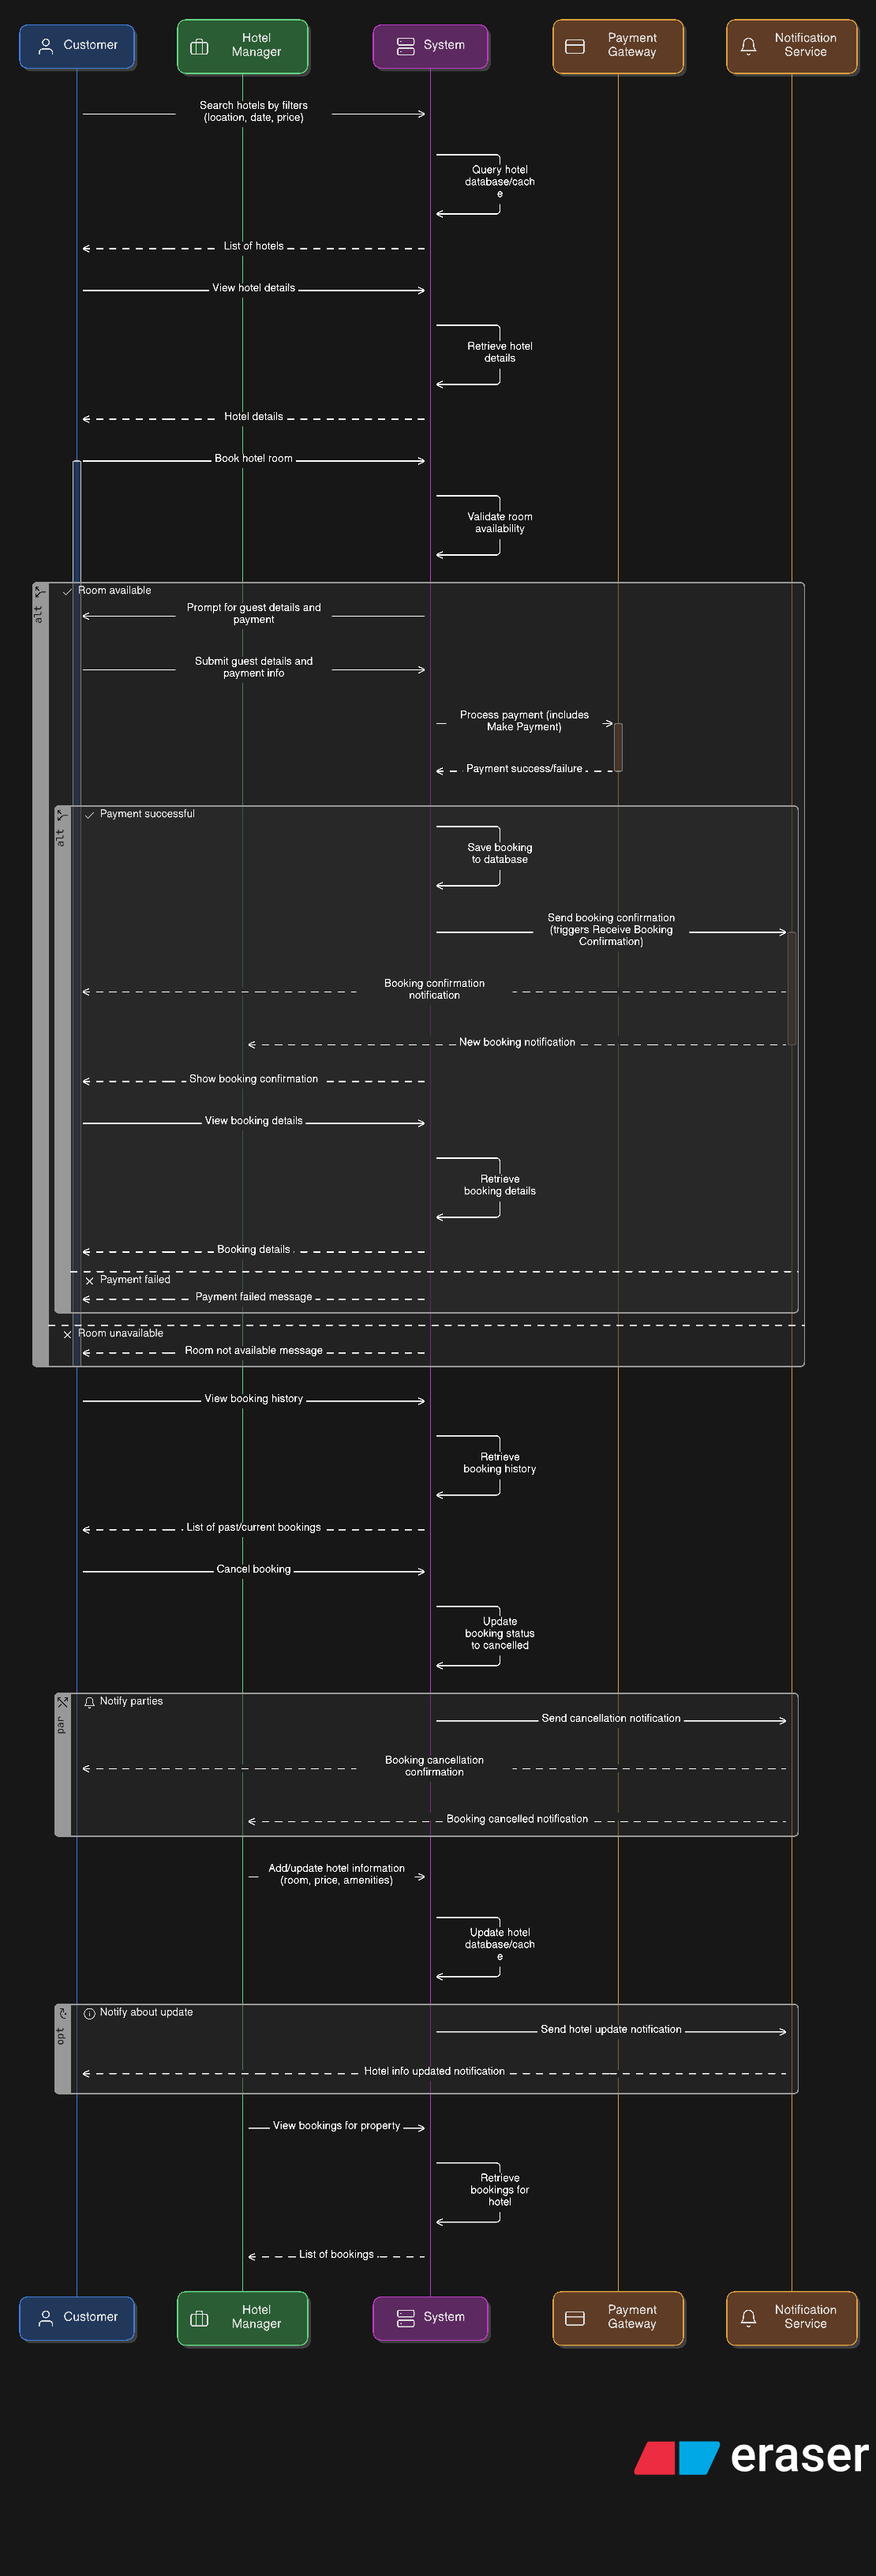 Customer
Hotel
Manager
System
Payment
Gateway
Notification
Service
Search hotels by filters
(location, date, price)
Query hotel
database/cach
e
List of hotels
View hotel details
Retrieve hotel
details
Hotel details
Book hotel room
Validate room
availability
alt
Room available
Prompt for guest details and
payment
Submit guest details and
payment info
Process payment (includes
Make Payment)
Payment success/failure
alt
Payment successful
Save booking
to database
Send booking confirmation
(triggers Receive Booking
Confirmation)
Booking confirmation
notification
New booking notification
Show booking confirmation
View booking details
Retrieve
booking details
Booking details
Payment failed
Payment failed message
Room unavailable
Room not available message
View booking history
Retrieve
booking history
List of past/current bookings
Cancel booking
Update
booking status
to cancelled
par
Notify parties
Send cancellation notification
Booking cancellation
confirmation
Booking cancelled notification
Add/update hotel information
(room, price, amenities)
Update hotel
database/cach
e
opt
Notify about update
Send hotel update notification
Hotel info updated notification
View bookings for property
Retrieve
bookings for
hotel
List of bookings
Customer
Hotel
Manager
System
Payment
Gateway
Notification
Service
eraser